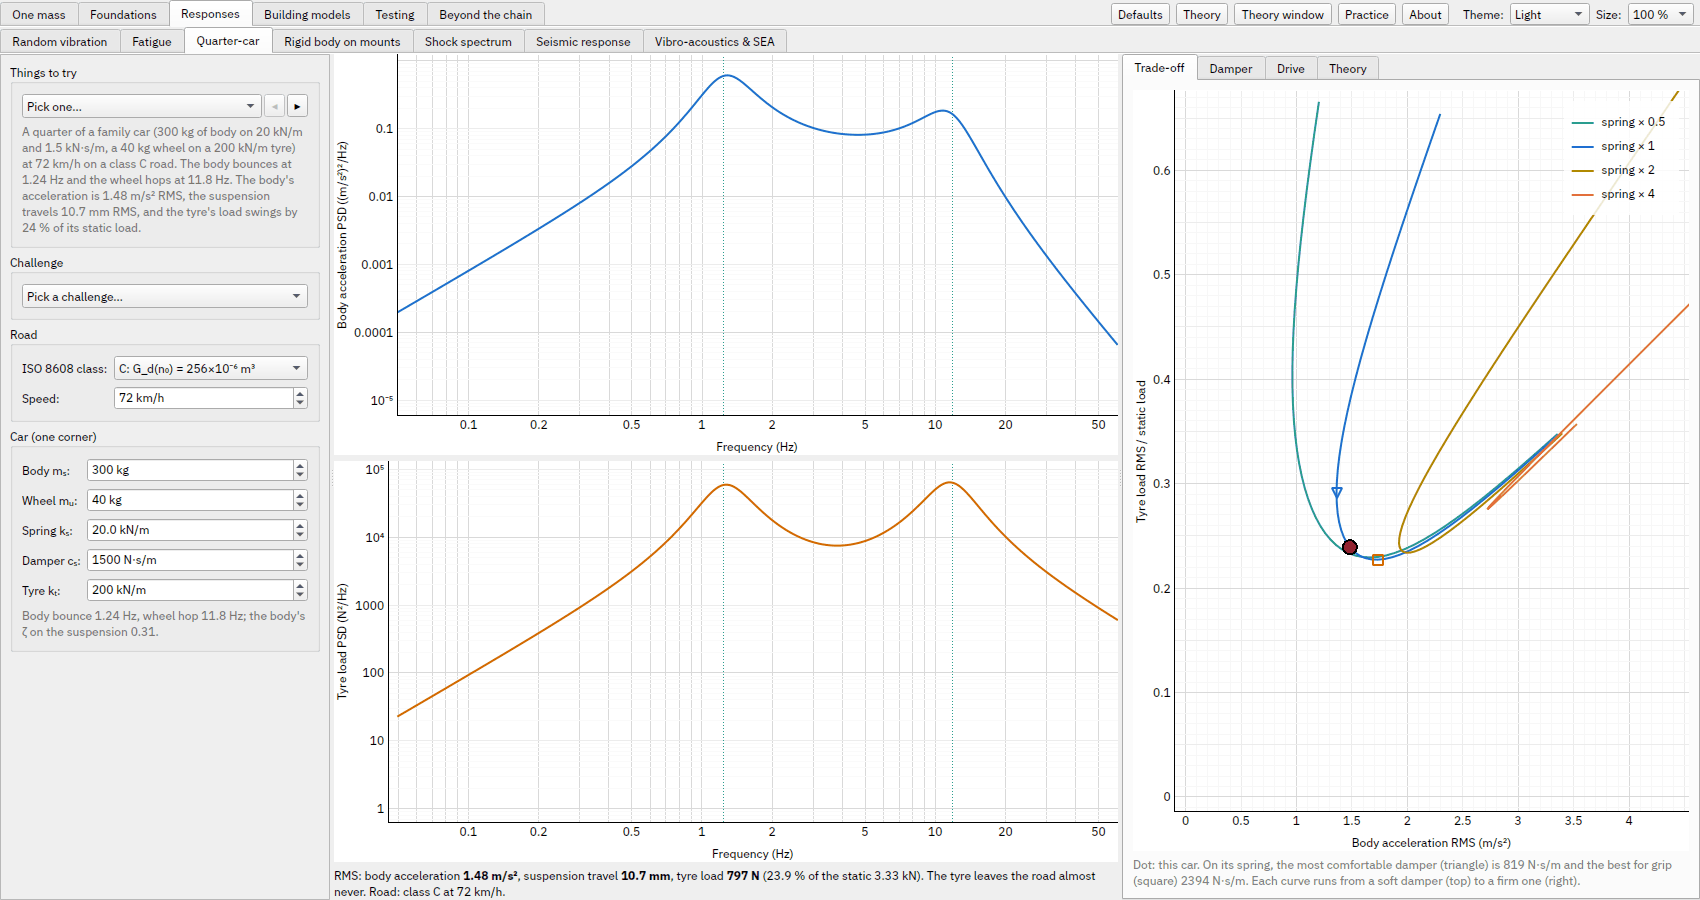 One mass
Foundations
Responses
Building models
Testing
Beyond the chain
Defaults
Theory
Theory window
Practice
About
Theme:
Light
Size:
100 %
Random vibration
Fatigue
Quarter-car
Rigid body on mounts
Shock spectrum
Seismic response
Vibro-acoustics & SEA
Things to try
Pick one...
A quarter of a family car (300 kg of body on 20 kN/m
and 1.5 kN·s/m, a 40 kg wheel on a 200 kN/m tyre)
at 72 km/h on a class C road. The body bounces at
1.24 Hz and the wheel hops at 11.8 Hz. The body's
acceleration is 1.48 m/s² RMS, the suspension
travels 10.7 mm RMS, and the tyre's load swings by
24 % of its static load.
Challenge
Pick a challenge...
Road
ISO 8608 class:
C: G_d(n₀) = 256×10⁻⁶ m³
Speed:
72 km/h
Car (one corner)
Body mₛ:
300 kg
Wheel mᵤ:
40 kg
Spring kₛ:
20.0 kN/m
Damper cₛ:
1500 N·s/m
Tyre kₜ:
200 kN/m
Body bounce 1.24 Hz, wheel hop 11.8 Hz; the body's
ζ on the suspension 0.31.
Body acceleration PSD ((m/s²)²/Hz)
0.1
0.01
0.001
0.0001
10⁻⁵
0.1
0.2
0.5
1
2
5
10
20
50
Frequency (Hz)
Tyre load PSD (N²/Hz)
10⁵
10⁴
1000
100
10
1
0.1
0.2
0.5
1
2
5
10
20
50
Frequency (Hz)
RMS: body acceleration 1.48 m/s², suspension travel 10.7 mm, tyre load 797 N (23.9 % of the static 3.33 kN). The tyre leaves the road almost
never. Road: class C at 72 km/h.
Trade-off
Damper
Drive
Theory
Tyre load RMS / static load
0.6
0.5
0.4
0.3
0.2
0.1
0
spring × 0.5
spring × 1
spring × 2
spring × 4
0
0.5
1
1.5
2
2.5
3
3.5
4
Body acceleration RMS (m/s²)
Dot: this car. On its spring, the most comfortable damper (triangle) is 819 N·s/m and the best for grip
(square) 2394 N·s/m. Each curve runs from a soft damper (top) to a firm one (right).